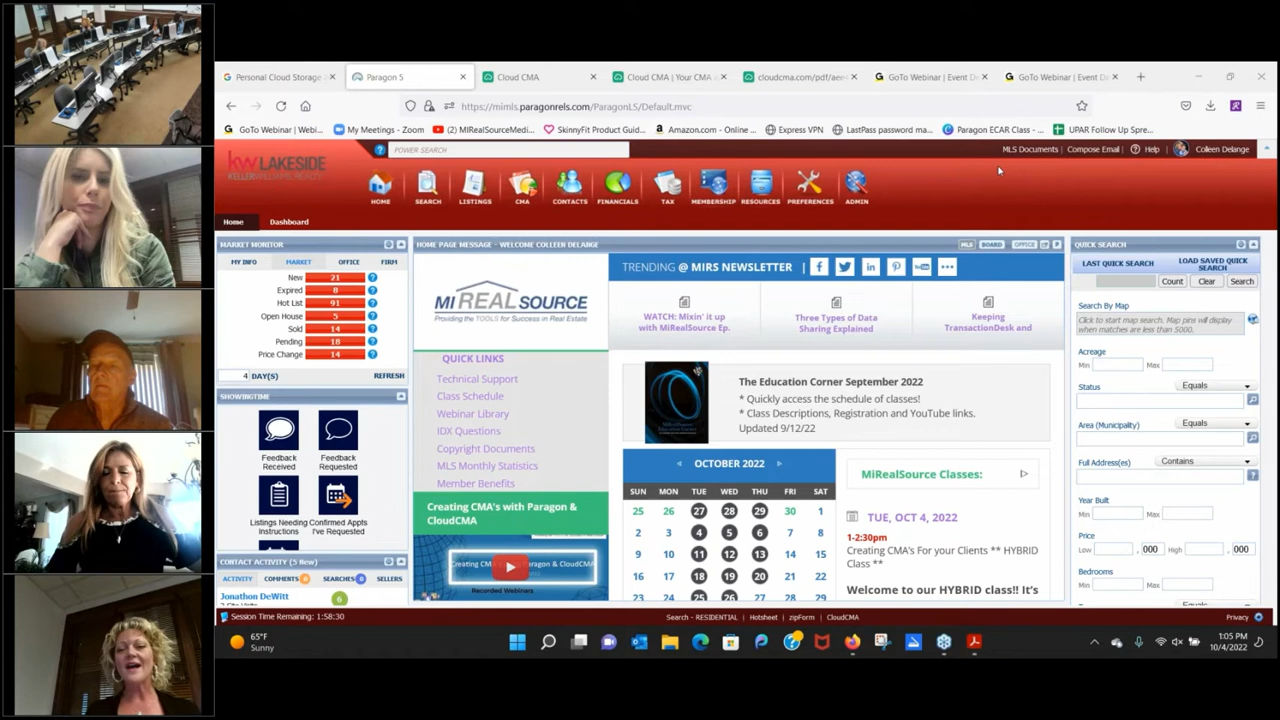 Personal Cloud Storage
Paragon 5
Cloud CMA
Cloud CMA | Your CMA
cloudcma.com/pdf/aee
GoTo Webinar | Event D
GoTo Webinar | Event D
https://mimls.paragonrels.com/ParagonLS/Default.mvc
GoTo Webinar | Webi...
My Meetings - Zoom
(2) MIRealSourceMedi...
SkinnyFit Product Guid...
Amazon.com - Online ...
Express VPN
LastPass password ma...
Paragon ECAR Class - ...
UPAR Follow Up Spre...
kw LAKESIDE
KELLERWILLIAMS. REALTY
POWER SEARCH
MLS Documents
Compose Email
Help
Colleen Delange
HOME
SEARCH
LISTINGS
CMA
CONTACTS
FINANCIALS
TAX
MEMBERSHIP
RESOURCES
PREFERENCES
ADMIN
Home
Dashboard
MARKET MONITOR
MY INFO
MARKET
OFFICE
FIRM
New 21
Expired 8
Hot List 91
Open House 5
Sold 14
Pending 18
Price Change 14
4 DAY(S)
REFRESH
SHOWINGTIME
Feedback
Received
Feedback
Requested
Listings Needing
Instructions
Confirmed Appts
I've Requested
CONTACT ACTIVITY (5 New)
ACTIVITY
COMMENTS
SEARCHES
SELLERS
Jonathon DeWitt
6
HOME PAGE MESSAGE - WELCOME COLLEEN DELANGE
MLS
BOARD
OFFICE
MI REAL SOURCE
Providing the TOOLS for Success in Real Estate
QUICK LINKS
Technical Support
Class Schedule
Webinar Library
IDX Questions
Copyright Documents
MLS Monthly Statistics
Member Benefits
Creating CMA's with Paragon &
CloudCMA
Recorded Webinars
TRENDING @ MIRS NEWSLETTER
WATCH: Mixin' it up
with MiRealSource Ep.
Three Types of Data
Sharing Explained
Keeping
TransactionDesk and
The Education Corner September 2022
* Quickly access the schedule of classes!
* Class Descriptions, Registration and YouTube links.
Updated 9/12/22
OCTOBER 2022
SUN MON TUE WED THU FRI SAT
25 26 27 28 29 30 1
2 3 4 5 6 7 8
9 10 11 12 13 14 15
16 17 18 19 20 21 22
23 24 25 26 27 28 29
MiRealSource Classes:
TUE, OCT 4, 2022
1-2:30pm
Creating CMA's For your Clients ** HYBRID
Class **
Welcome to our HYBRID class!! It's
QUICK SEARCH
LAST QUICK SEARCH
LOAD SAVED QUICK
SEARCH
Count
Clear
Search
Search By Map
Click to start map search. Map pins will display
when matches are less than 5000.
Acreage
Min
Max
Status
Equals
Area (Municipality)
Equals
Full Address(es)
Contains
Year Built
Min
Max
Price
Low , 000 High , 000
Bedrooms
Min
Max
Equals
Session Time Remaining: 1:58:30
Search - RESIDENTIAL
Hotsheet
zipForm
CloudCMA
Privacy
65°F
Sunny
1:05 PM
10/4/2022